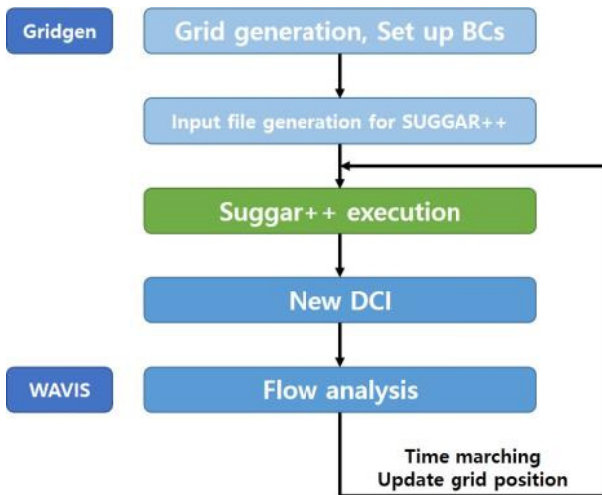 Gridgen
Grid generation, Set up BCs
Input file generation for SUGGAR++
Suggar++ execution
New DCI
WAVIS
Flow analysis
Time marching
Update grid position